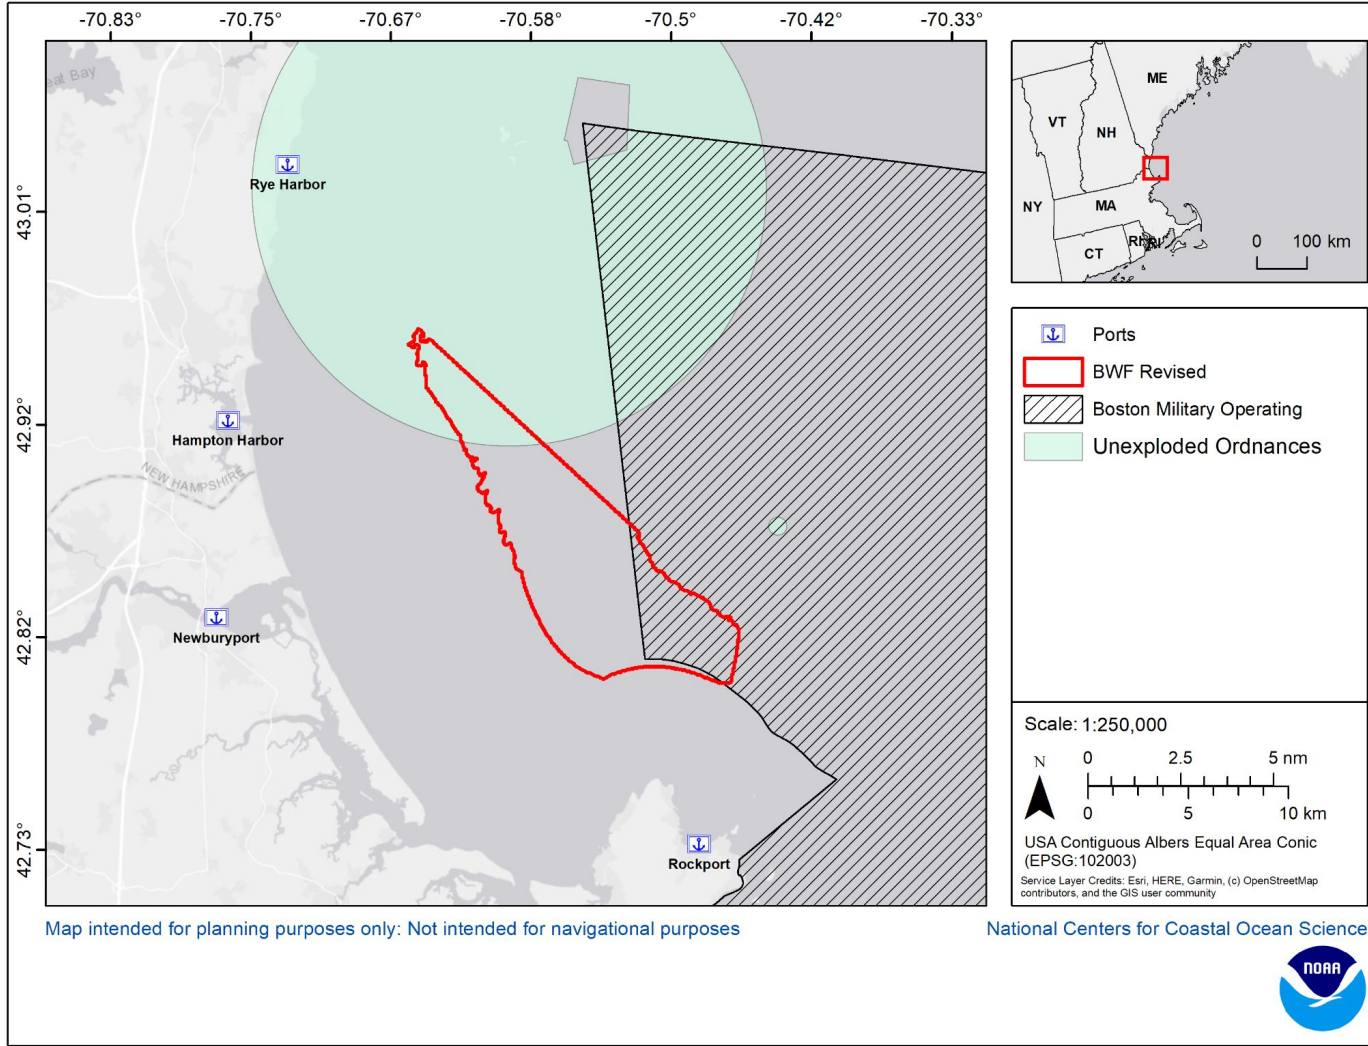 -70.83° -70.75° -70.67° -70.58° -70.5° -70.42° -70.33°
43.01°
42.92°
42.82°
42.73°
eat Bay
Rye Harbor
Hampton Harbor
NEW HAMPSHIRE
Newburyport
Rockport
ME
VT
NH
NY
MA
CT
RI
RI
0 100 km
Ports
BWF Revised
Boston Military Operating
Unexploded Ordnances
Scale: 1:250,000
N
0 2.5 5 nm
0 5 10 km
USA Contiguous Albers Equal Area Conic
(EPSG:102003)
Service Layer Credits: Esri, HERE, Garmin, (c) OpenStreetMap
contributors, and the GIS user community
Map intended for planning purposes only: Not intended for navigational purposes
National Centers for Coastal Ocean Science
NOAA